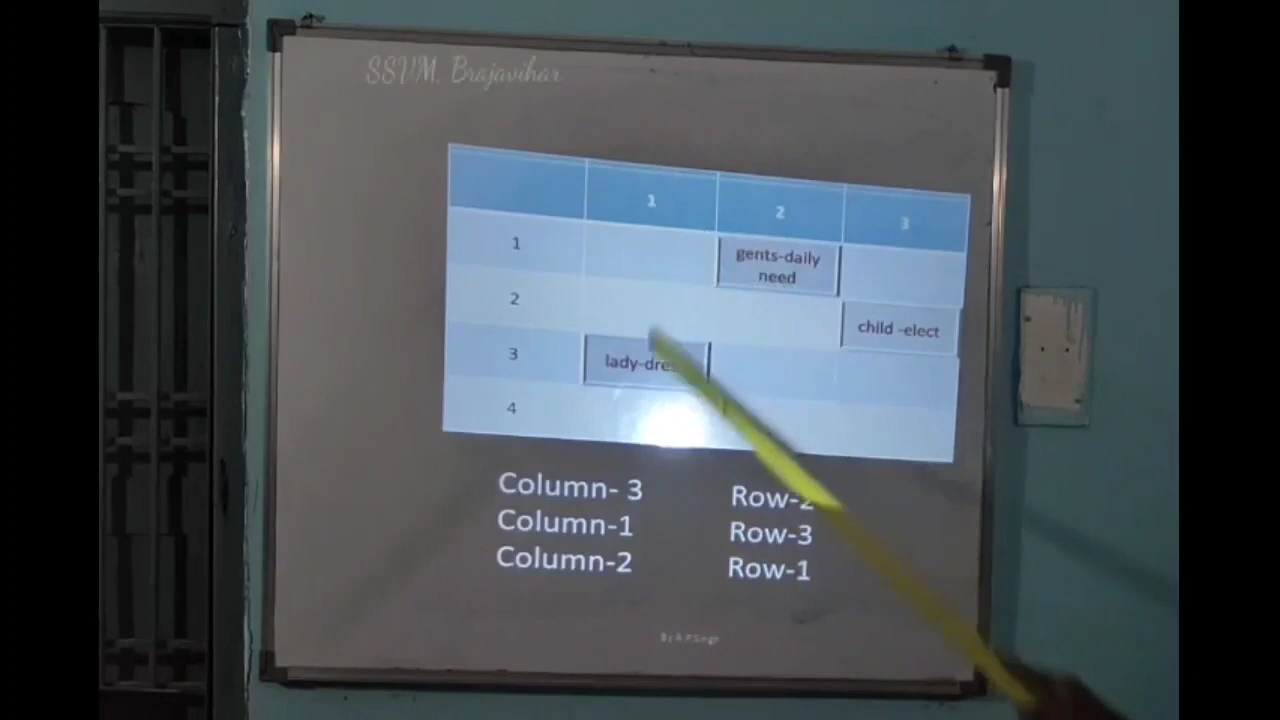 SSVM, Brajavihar
1 2 3
1 gents-daily
need
2 child -elect
3 lady-dres
4
Column- 3 Row-2
Column-1 Row-3
Column-2 Row-1